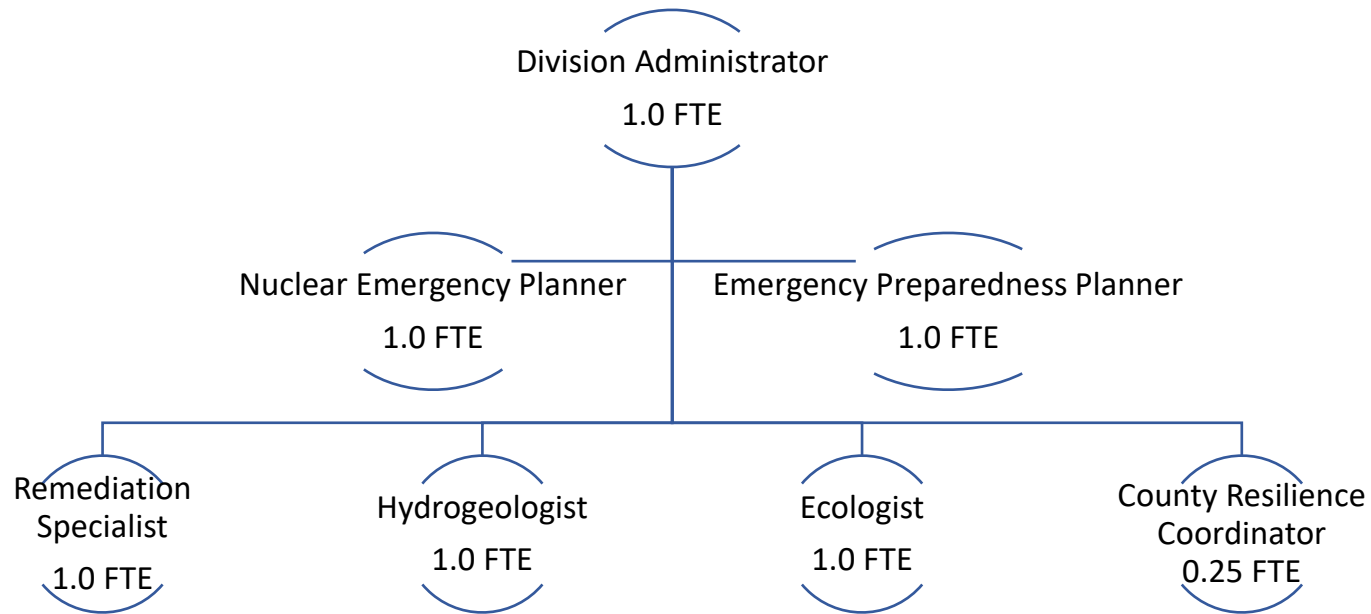 Division Administrator
1.0 FTE
Nuclear Emergency Planner
1.0 FTE
Emergency Preparedness Planner
1.0 FTE
Remediation
Specialist
1.0 FTE
Hydrogeologist
1.0 FTE
Ecologist
1.0 FTE
County Resilience
Coordinator
0.25 FTE